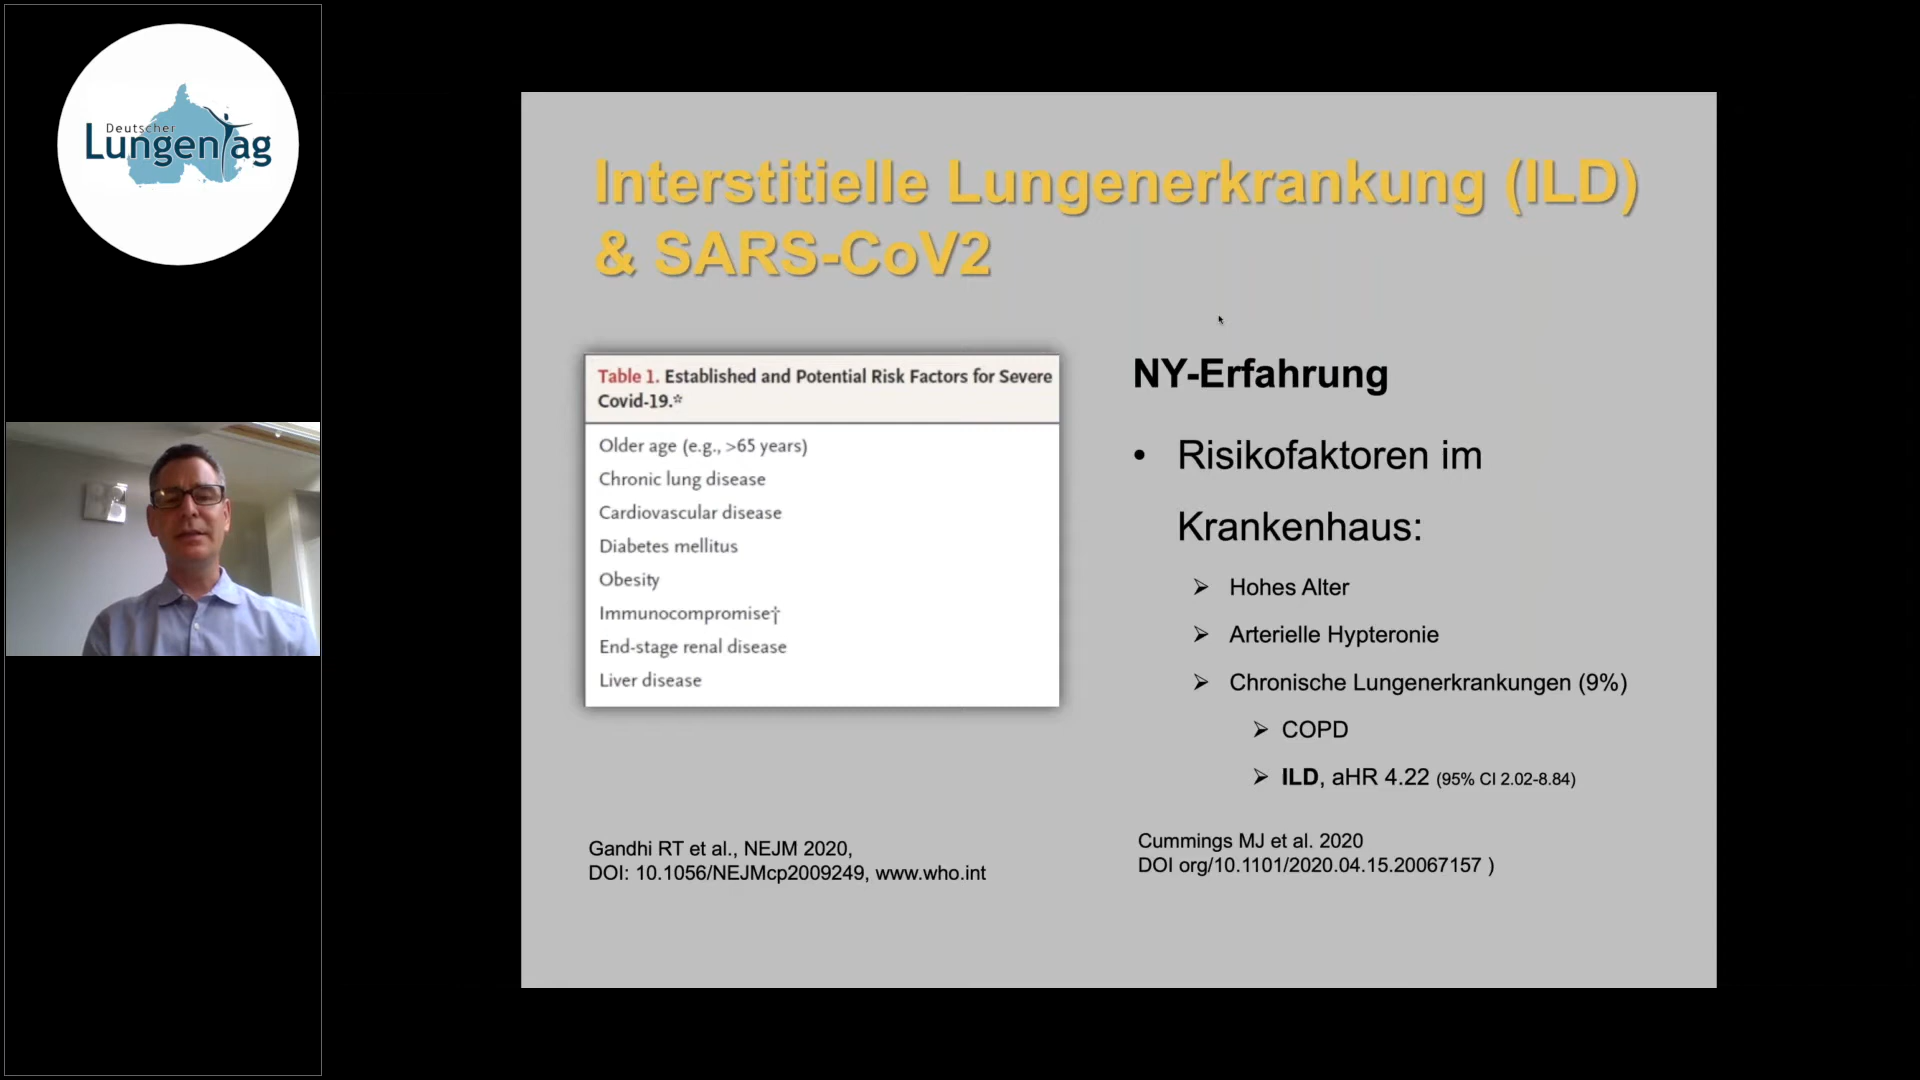 Deutscher
LungenTag
Interstitielle Lungenerkrankung (ILD)
& SARS-CoV2
Table 1. Established and Potential Risk Factors for Severe
Covid-19.*
Older age (e.g., >65 years)
Chronic lung disease
Cardiovascular disease
Diabetes mellitus
Obesity
Immunocompromise†
End-stage renal disease
Liver disease
Gandhi RT et al., NEJM 2020,
DOI: 10.1056/NEJMcp2009249, www.who.int
NY-Erfahrung
• Risikofaktoren im
Krankenhaus:
➢ Hohes Alter
➢ Arterielle Hypteronie
➢ Chronische Lungenerkrankungen (9%)
➢ COPD
➢ ILD, aHR 4.22 (95% CI 2.02-8.84)
Cummings MJ et al. 2020
DOI org/10.1101/2020.04.15.20067157 )